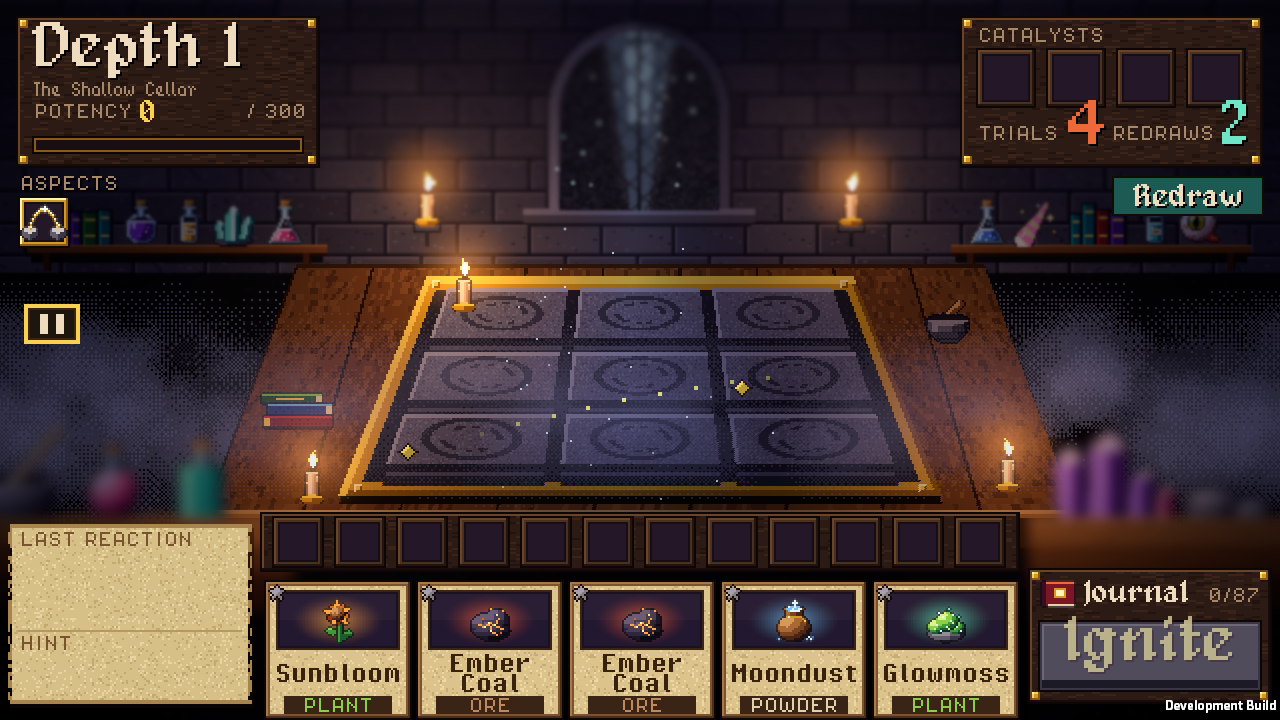 Depth 1
The Shallow Cellar
POTENCY 0 / 300
ASPECTS
CATALYSTS
TRIALS 4 REDRAWS 2
Redraw
LAST REACTION
HINT
Sunbloom
PLANT
Ember
Coal
ORE
Ember
Coal
ORE
Moondust
POWDER
Glowmoss
PLANT
Journal 0/87
Ignite
Development Build